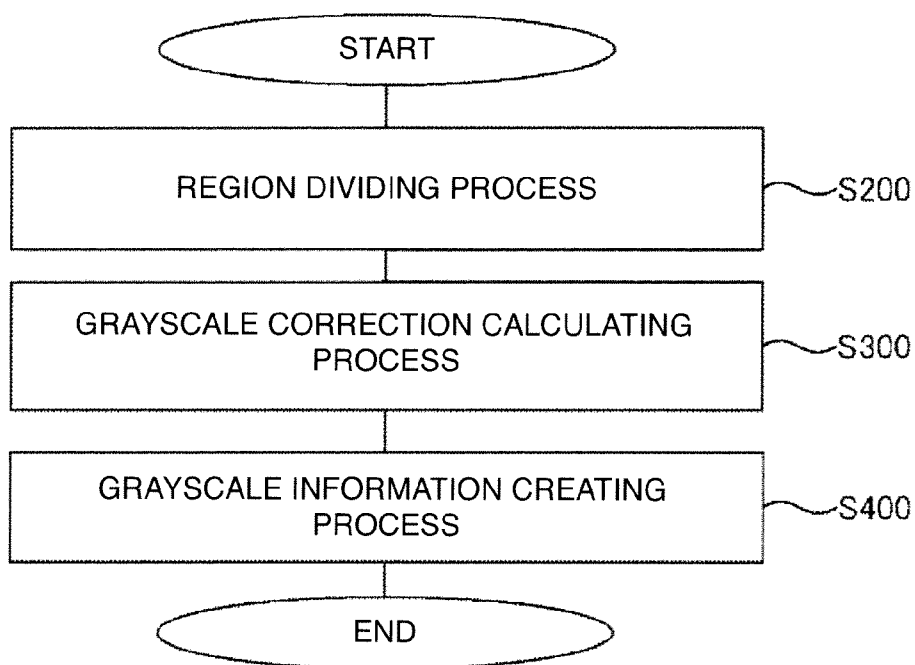 START
REGION DIVIDING PROCESS
S200
GRAYSCALE CORRECTION CALCULATING
PROCESS
S300
GRAYSCALE INFORMATION CREATING
PROCESS
S400
END